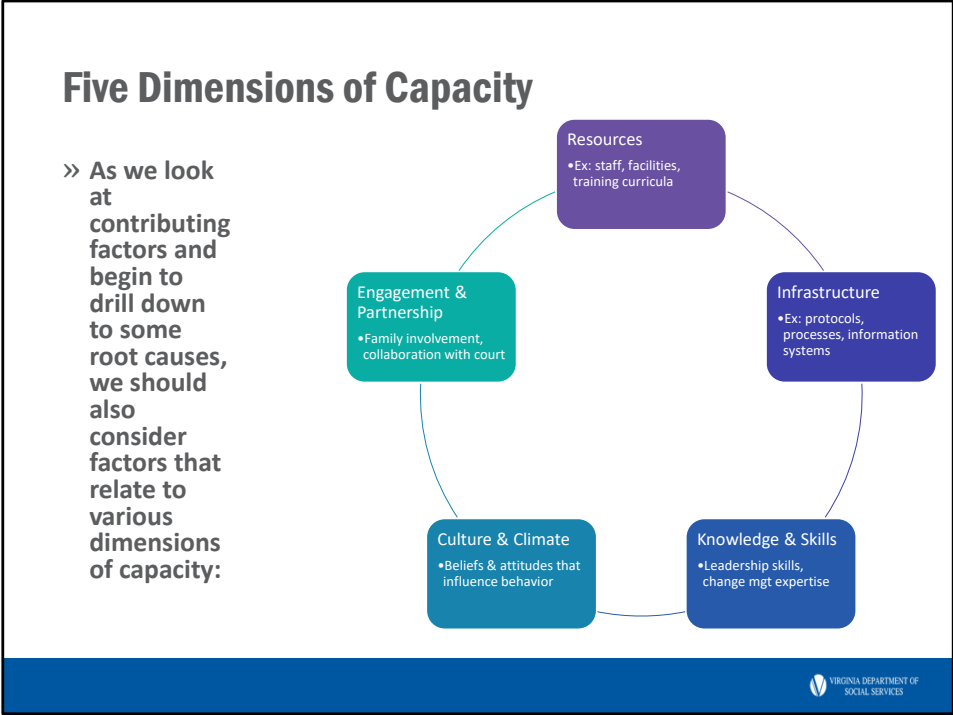 Five Dimensions of Capacity
» As we look
at
contributing
factors and
begin to
drill down
to some
root causes,
we should
also
consider
factors that
relate to
various
dimensions
of capacity:
Resources
•Ex: staff, facilities,
training curricula
Infrastructure
•Ex: protocols,
processes, information
systems
Knowledge & Skills
•Leadership skills,
change mgt expertise
Culture & Climate
•Beliefs & attitudes that
influence behavior
Engagement &
Partnership
•Family involvement,
collaboration with court
VIRGINIA DEPARTMENT OF
SOCIAL SERVICES